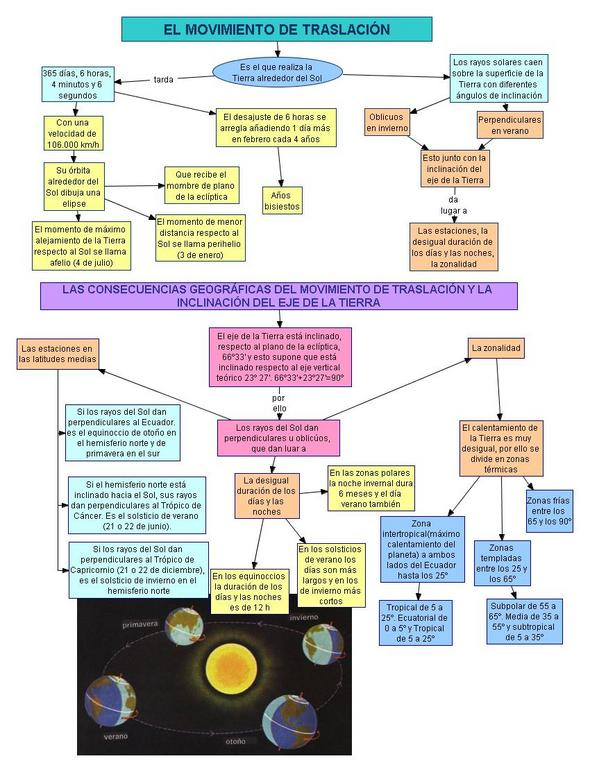 EL MOVIMIENTO DE TRASLACIÓN
Es el que realiza la
Tierra alrededor del Sol
tarda
365 días, 6 horas,
4 minutos y 6
segundos
Los rayos solares caen
sobre la superficie de la
Tierra con diferentes
ángulos de inclinación
Con una
velocidad de
106.000 km/h
El desajuste de 6 horas se
arregla añadiendo 1 día más
en febrero cada 4 años
Oblicuos
en invierno
Perpendiculares
en verano
Su órbita
alrededor del
Sol dibuja una
elipse
Que recibe el
mombre de plano
de la eclíptica
Años
bisiestos
Esto junto con la
inclinación del
eje de la Tierra
da
lugar a
El momento de máximo
alejamiento de la Tierra
respecto al Sol se llama
afelio (4 de julio)
El momento de menor
distancia respecto al
Sol se llama perihelio
(3 de enero)
Las estaciones, la
desigual duración de
los días y las noches,
la zonalidad
LAS CONSECUENCIAS GEOGRÁFICAS DEL MOVIMIENTO DE TRASLACIÓN Y LA
INCLINACIÓN DEL EJE DE LA TIERRA
Las estaciones en
las latitudes medias
El eje de la Tierra está inclinado,
respecto al plano de la eclíptica,
66º33' y esto supone que está
inclinado respecto al eje vertical
teórico 23º 27'. 66º33'+23º27'=90º
La zonalidad
por
ello
Si los rayos del Sol dan
perpendiculares al Ecuador.
es el equinoccio de otoño en
el hemisferio norte y de
primavera en el sur
Los rayos del Sol dan
perpendiculares u oblicúos,
que dan luar a
El calentamiento de
la Tierra es muy
desigual, por ello se
divide en zonas
térmicas
Si el hemisferio norte está
inclinado hacia el Sol, sus rayos
dan perpendiculares al Trópico de
Cáncer. Es el solsticio de verano
(21 o 22 de junio).
La desigual
duración de los
días y las
noches
En las zonas polares
la noche invernal dura
6 meses y el día
verano también
Zonas frías
entre los
65 y los 90º
Zona
intertropical(máximo
calentamiento del
planeta) a ambos
lados del Ecuador
hasta los 25º
Zonas
templadas
entre los 25 y
los 65º
Si los rayos del Sol dan
perpendiculares al Trópico de
Capricornio (21 o 22 de diciembre),
es el solsticio de invierno en el
hemisferio norte
En los equinoccios
la duración de los
días y las noches
es de 12 h
En los solsticios
de verano los
días son más
largos y en los
de invierno más
cortos
Tropical de 5 a
25º. Ecuatorial de
0 a 5º y Tropical
de 5 a 25º
Subpolar de 55 a
65º. Media de 35 a
55º y subtropical
de 5 a 35º
primavera
invierno
verano
otoño